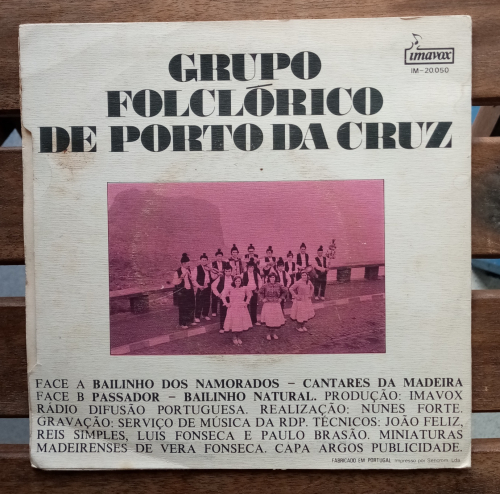 imavox
IM-20.050
GRUPO
FOLCLÓRICO
DE PORTO DA CRUZ
FACE A BAILINHO DOS NAMORADOS – CANTARES DA MADEIRA
FACE B PASSADOR – BAILINHO NATURAL. PRODUÇÃO: IMAVOX
RÁDIO DIFUSÃO PORTUGUESA. REALIZAÇÃO: NUNES FORTE.
GRAVAÇÃO: SERVIÇO DE MÚSICA DA RDP. TÉCNICOS: JOÃO FELIZ,
REIS SIMPLES, LUIS FONSECA E PAULO BRASÃO. MINIATURAS
MADEIRENSES DE VERA FONSECA. CAPA ARGOS PUBLICIDADE.
FABRICADO EM PORTUGAL